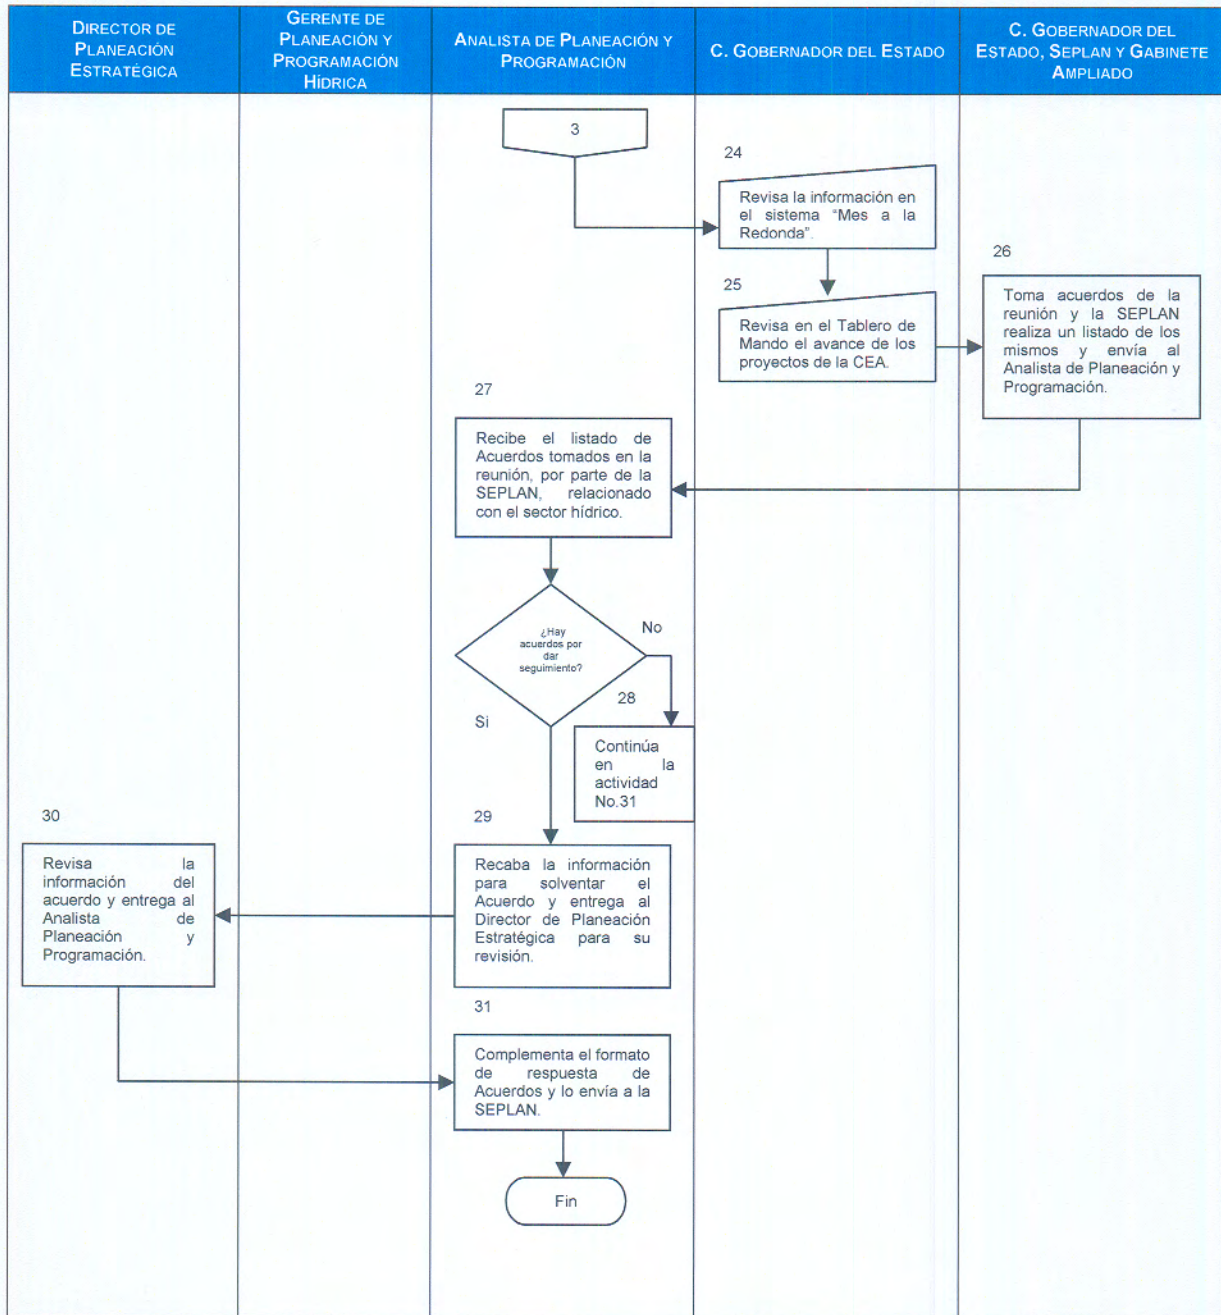 DIRECTOR DE
PLANEACIÓN
ESTRATÉGICA
GERENTE DE
PLANEACIÓN Y
PROGRAMACIÓN
HÍDRICA
ANALISTA DE PLANEACIÓN Y
PROGRAMACIÓN
C. GOBERNADOR DEL ESTADO
C. GOBERNADOR DEL
ESTADO, SEPLAN Y GABINETE
AMPLIADO
3
24
Revisa la información en
el sistema “Mes a la
Redonda”.
25
Revisa en el Tablero de
Mando el avance de los
proyectos de la CEA.
26
Toma acuerdos de la
reunión y la SEPLAN
realiza un listado de los
mismos y envía al
Analista de Planeación y
Programación.
27
Recibe el listado de
Acuerdos tomados en la
reunión, por parte de la
SEPLAN, relacionado
con el sector hídrico.
¿Hay
acuerdos por
dar
seguimiento?
No
Si
28
Continúa
en la
actividad
No.31
29
Recaba la información
para solventar el
Acuerdo y entrega al
Director de Planeación
Estratégica para su
revisión.
30
Revisa la
información del
acuerdo y entrega al
Analista de
Planeación y
Programación.
31
Complementa el formato
de respuesta de
Acuerdos y lo envía a la
SEPLAN.
Fin